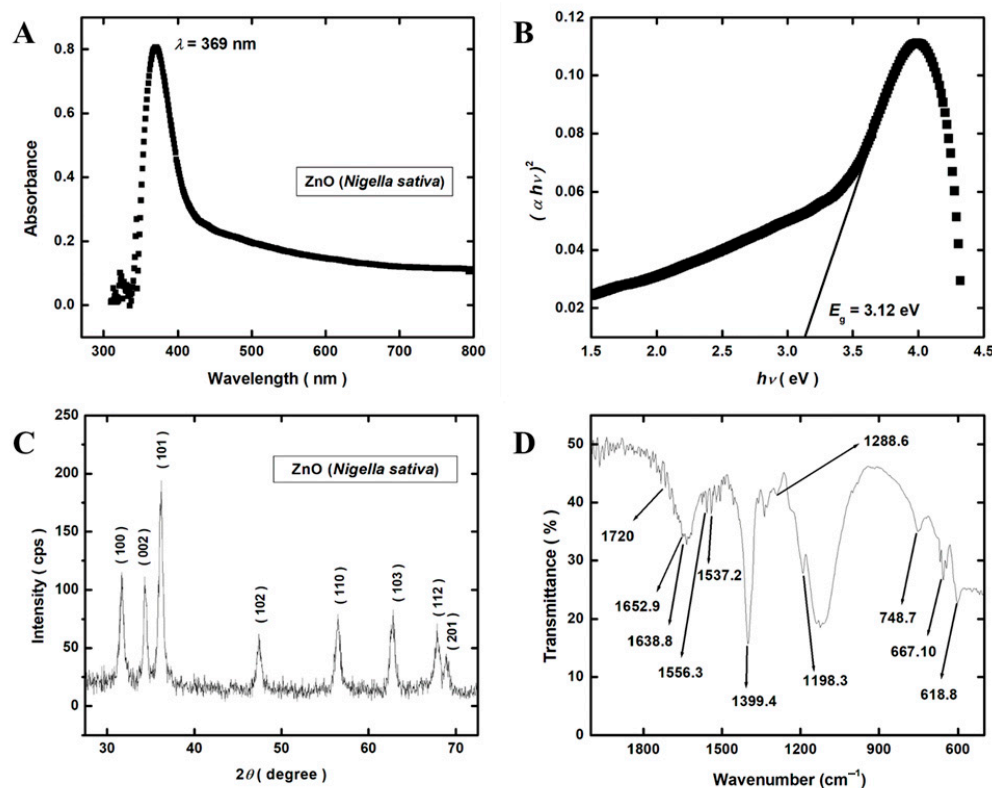 A
λ = 369 nm
ZnO (Nigella sativa)
Absorbance
0.8
0.6
0.4
0.2
0.0
300 400 500 600 700 800
Wavelength ( nm )
B
(α hν)²
0.12
0.10
0.08
0.06
0.04
0.02
Eg = 3.12 eV
1.5 2.0 2.5 3.0 3.5 4.0 4.5
hν ( eV )
C
ZnO (Nigella sativa)
Intensity ( cps )
250
200
150
100
50
0
( 100 )
( 002 )
( 101 )
( 102 )
( 110 )
( 103 )
( 112 )
( 201 )
30 40 50 60 70
2θ ( degree )
D
Transmittance ( % )
50
40
30
20
10
0
1720
1652.9
1638.8
1556.3
1537.2
1399.4
1288.6
1198.3
748.7
667.10
618.8
1800 1500 1200 900 600
Wavenumber (cm⁻¹)